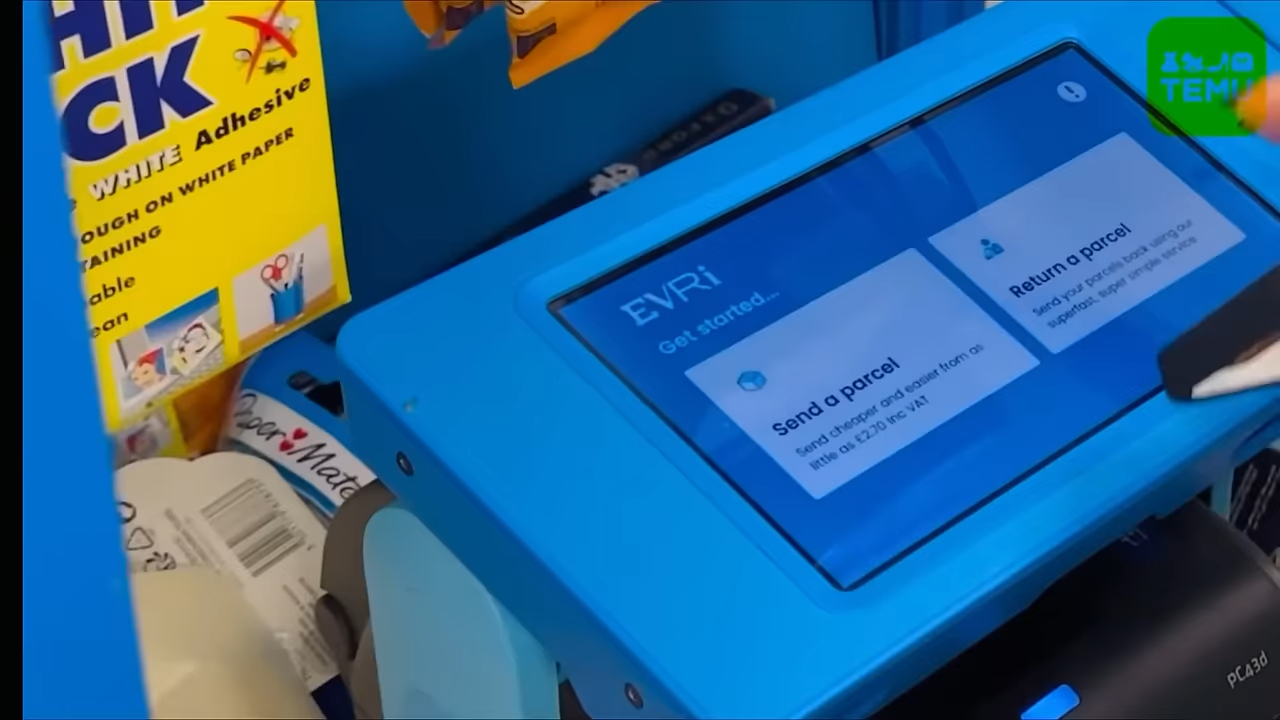 CK
WHITE Adhesive
OUGH ON WHITE PAPER
TAINING
able
ean
Paper Mate
OXFORD
TEMU
EVRi
Get started...
Send a parcel
Send cheaper and easier from as
little as £2.70 inc VAT
Return a parcel
Send your parcels back using our
superfast, super simple service
PC43d